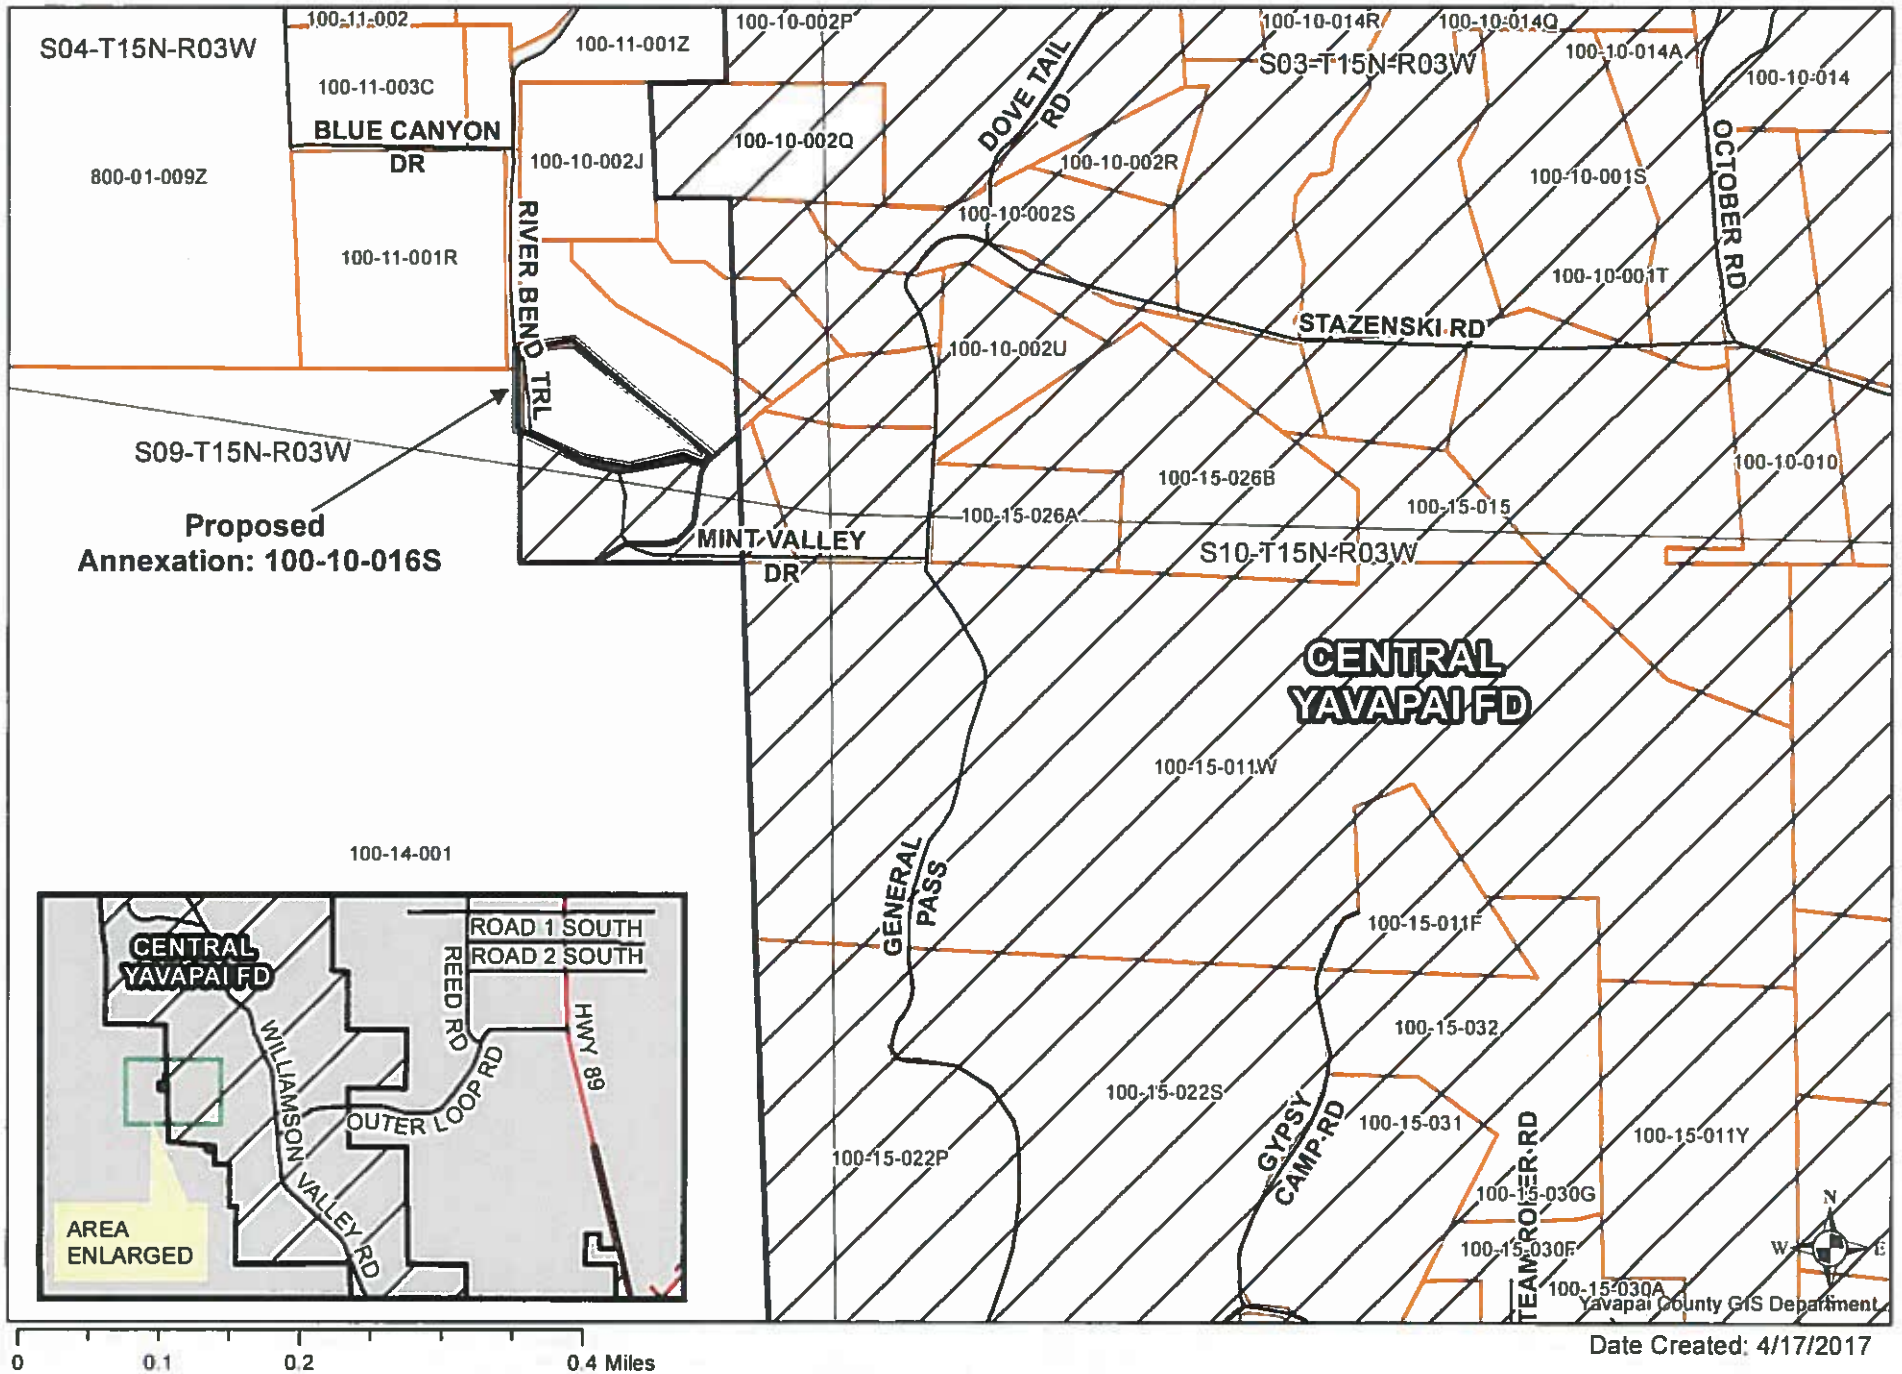 100-11-002
100-10-002P
100-10-014R
100-10-014Q
S04-T15N-R03W
100-11-001Z
100-10-014A
S03-T15N-R03W
100-10-014
100-11-003C
DOVE TAIL
RD
BLUE CANYON
DR
100-10-002Q
100-10-002J
100-10-002R
OCTOBER RD
800-01-009Z
100-10-001S
100-10-002S
RIVER BEND TRL
100-11-001R
100-10-001T
STAZENSKI RD
100-10-002U
S09-T15N-R03W
100-10-010
100-15-026B
100-15-015
100-15-026A
Proposed
Annexation: 100-10-016S
MINT VALLEY
DR
S10-T15N-R03W
CENTRAL
YAVAPAI FD
100-15-011W
100-14-001
GENERAL
PASS
100-15-011F
ROAD 1 SOUTH
ROAD 2 SOUTH
CENTRAL
YAVAPAI FD
REED RD
HWY 89
WILLIAMSON VALLEY RD
OUTER LOOP RD
AREA
ENLARGED
100-15-032
100-15-022S
100-15-031
GYPSY
CAMP RD
100-15-011Y
100-15-022P
TEAM ROPER RD
100-15-030G
100-15-030F
100-15-030A
N
W
E
Yavapai County GIS Department
0
0.1
0.2
0.4 Miles
Date Created: 4/17/2017